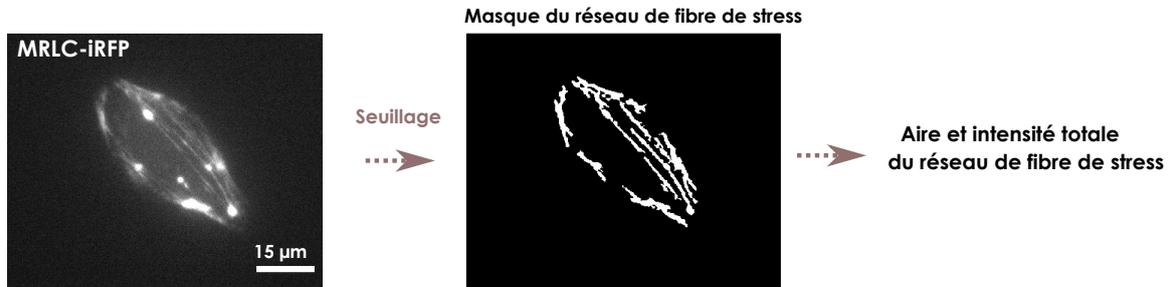 Masque du réseau de fibre de stress
MRLC-iRFP
Seuillage
Aire et intensité totale
du réseau de fibre de stress
15 µm